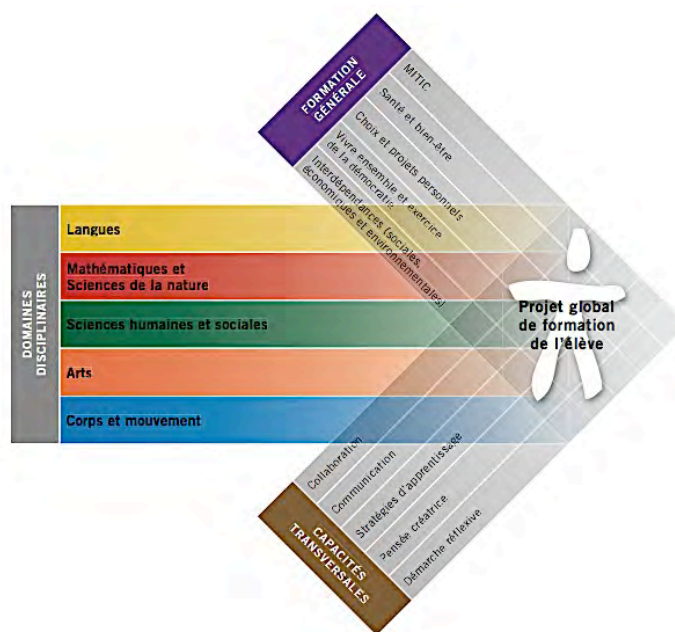 FORMATION
GÉNÉRALE
MITIC
Santé et bien-être
Choix et projets personnels
Vivre ensemble et exercice
de la démocratie
Interdépendances (sociales,
économiques et environnementales)
DOMAINES
DISCIPLINAIRES
Langues
Mathématiques et
Sciences de la nature
Sciences humaines et sociales
Arts
Corps et mouvement
Projet global
de formation
de l'élève
Collaboration
Communication
Stratégies d'apprentissage
Pensée créatrice
Démarche réflexive
CAPACITÉS
TRANSVERSALES